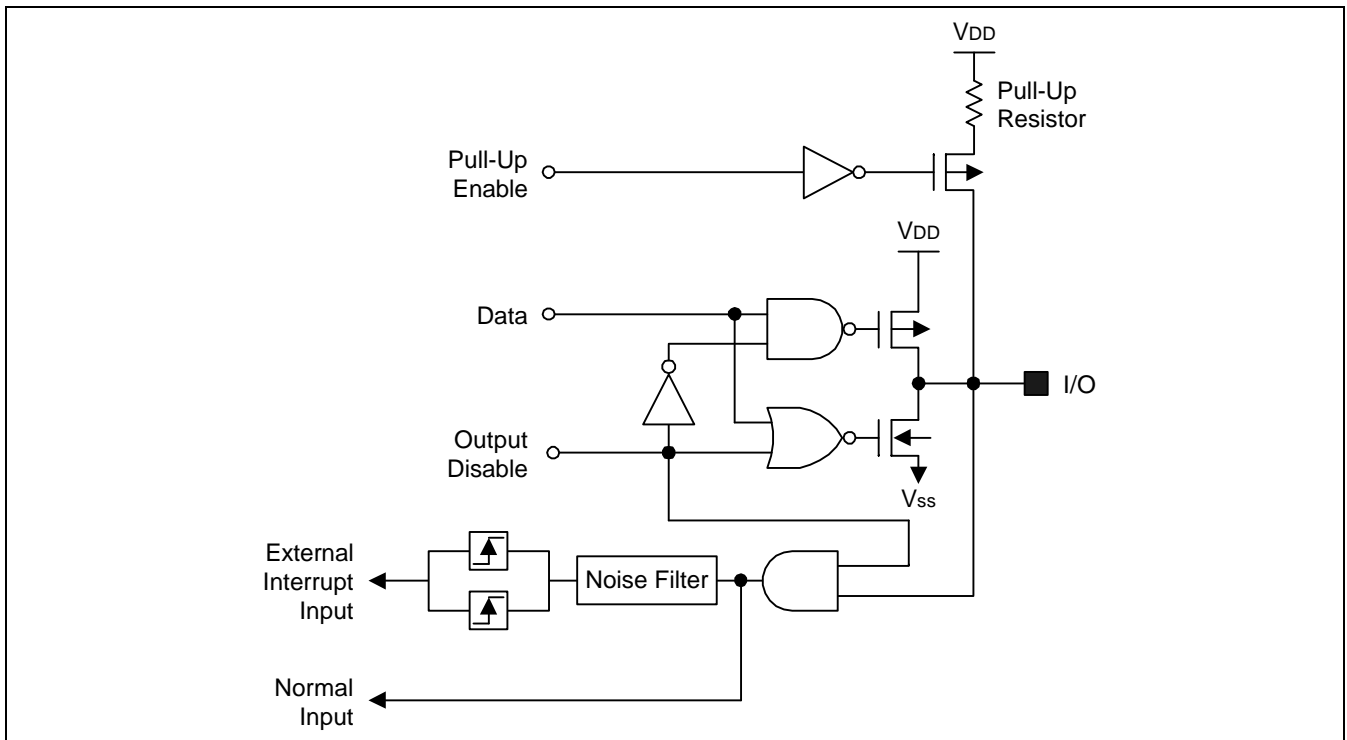 VDD
Pull-Up
Resistor
Pull-Up
Enable
VDD
Data
I/O
Output
Disable
Vss
External
Interrupt
Input
Noise Filter
Normal
Input